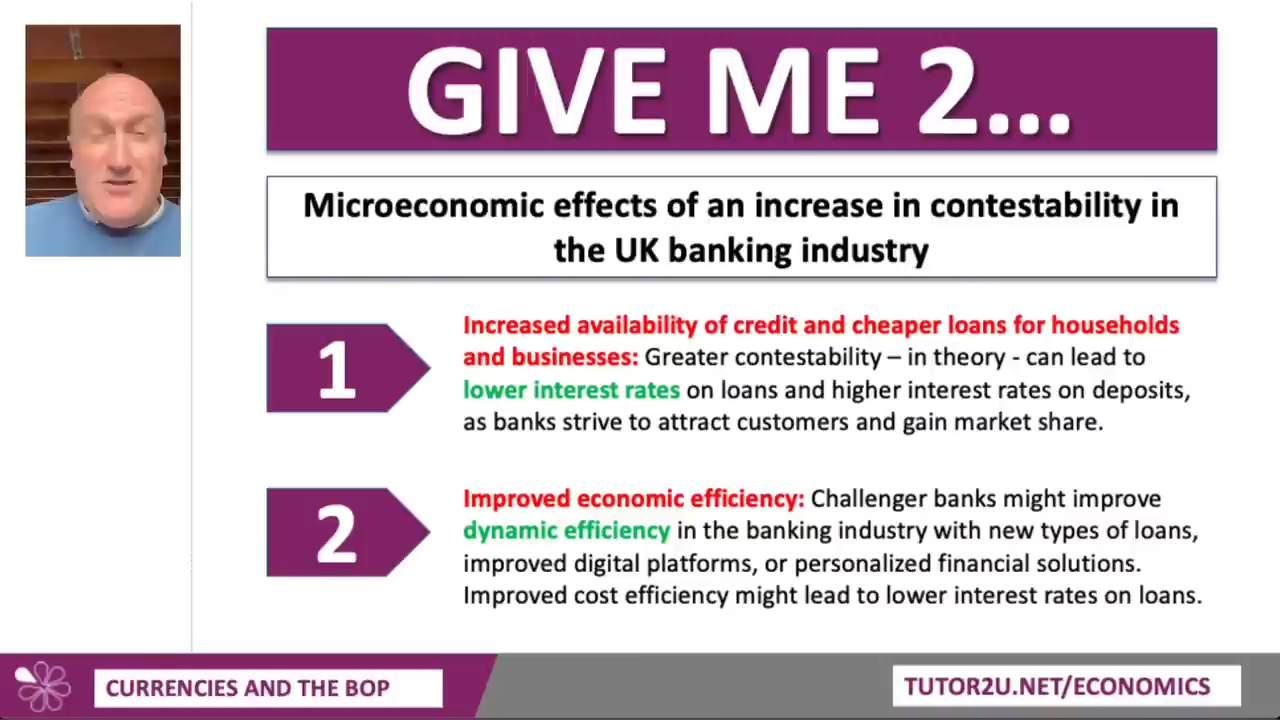 GIVE ME 2...
Microeconomic effects of an increase in contestability in
the UK banking industry
1
Increased availability of credit and cheaper loans for households
and businesses: Greater contestability – in theory - can lead to
lower interest rates on loans and higher interest rates on deposits,
as banks strive to attract customers and gain market share.
2
Improved economic efficiency: Challenger banks might improve
dynamic efficiency in the banking industry with new types of loans,
improved digital platforms, or personalized financial solutions.
Improved cost efficiency might lead to lower interest rates on loans.
CURRENCIES AND THE BOP
TUTOR2U.NET/ECONOMICS